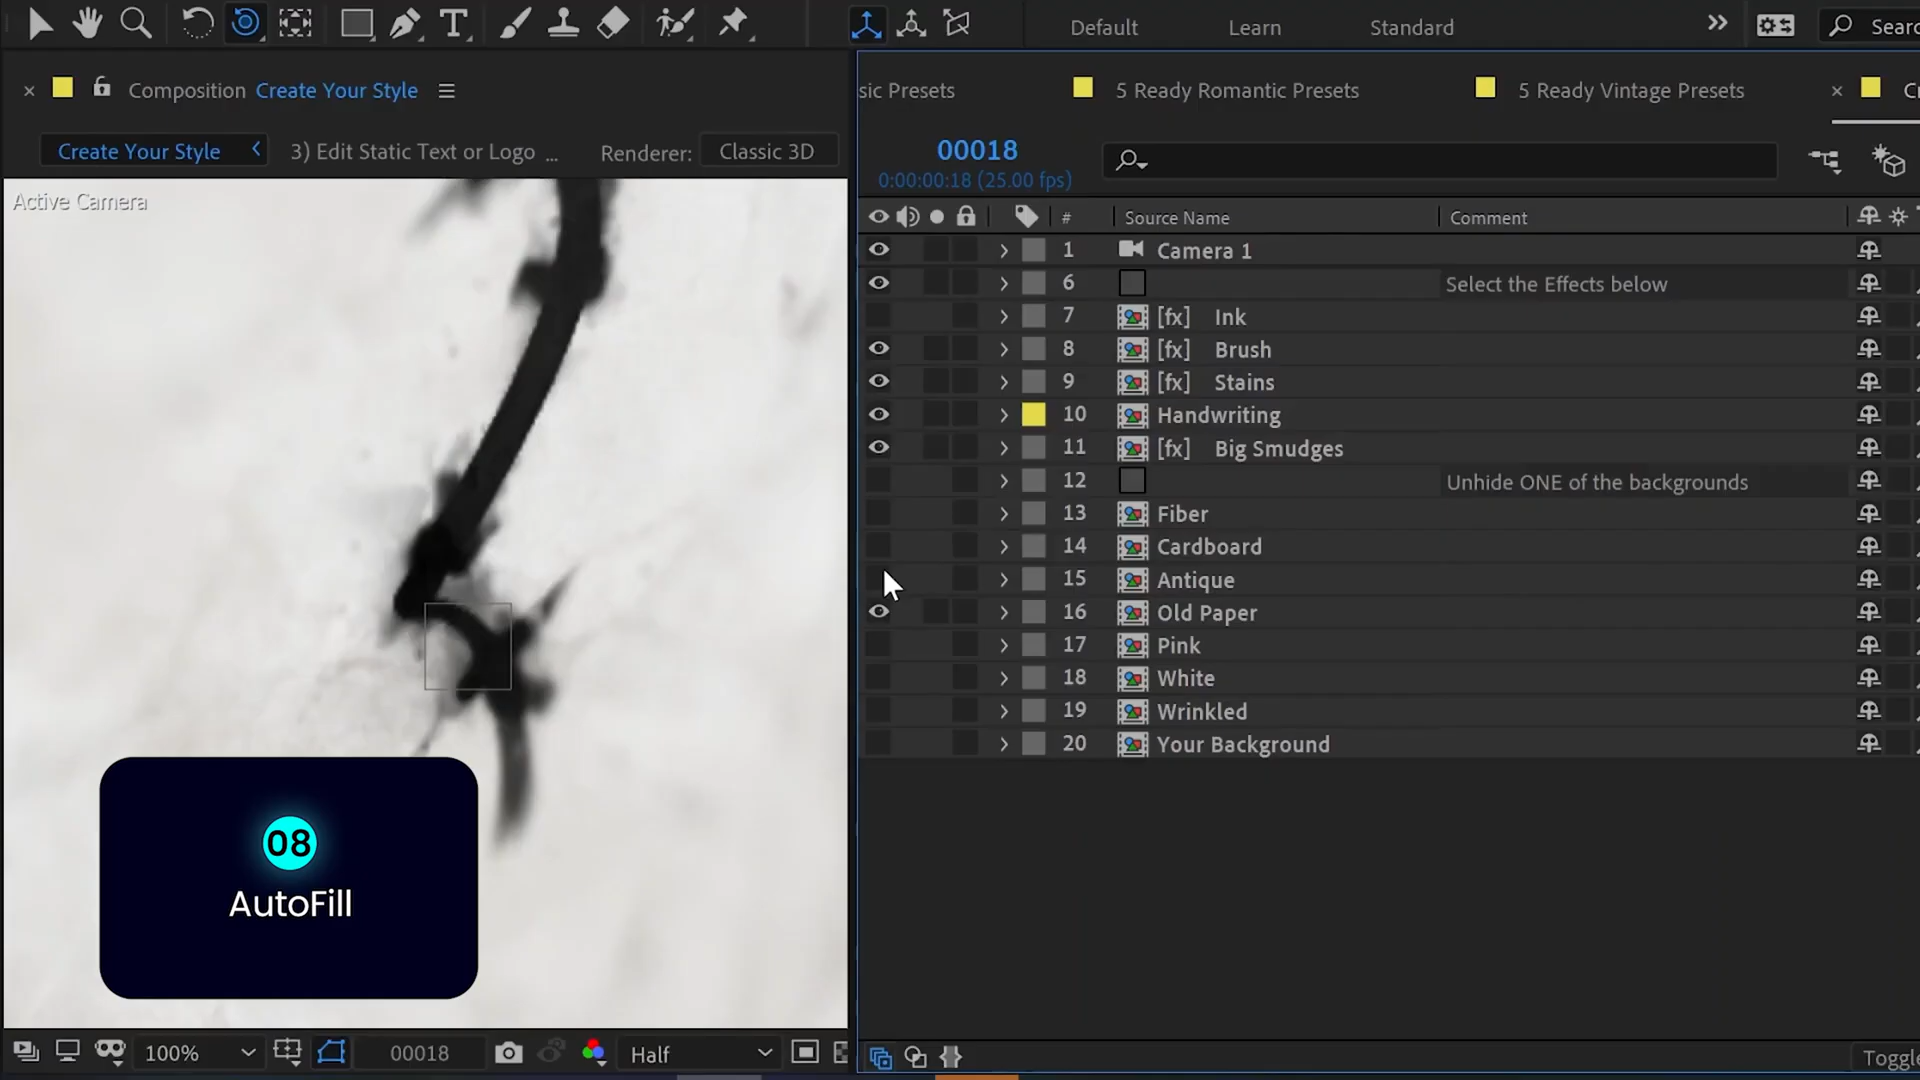 Default
Learn
Standard
Searc
Composition Create Your Style
sic Presets
5 Ready Romantic Presets
5 Ready Vintage Presets
Cr
Create Your Style
3) Edit Static Text or Logo ...
Renderer:
Classic 3D
00018
0:00:00:18 (25.00 fps)
Active Camera
# Source Name Comment
1 Camera 1
6 Select the Effects below
7 [fx] Ink
8 [fx] Brush
9 [fx] Stains
10 Handwriting
11 [fx] Big Smudges
12 Unhide ONE of the backgrounds
13 Fiber
14 Cardboard
15 Antique
16 Old Paper
17 Pink
18 White
19 Wrinkled
20 Your Background
08
AutoFill
100%
00018
Half
Toggle